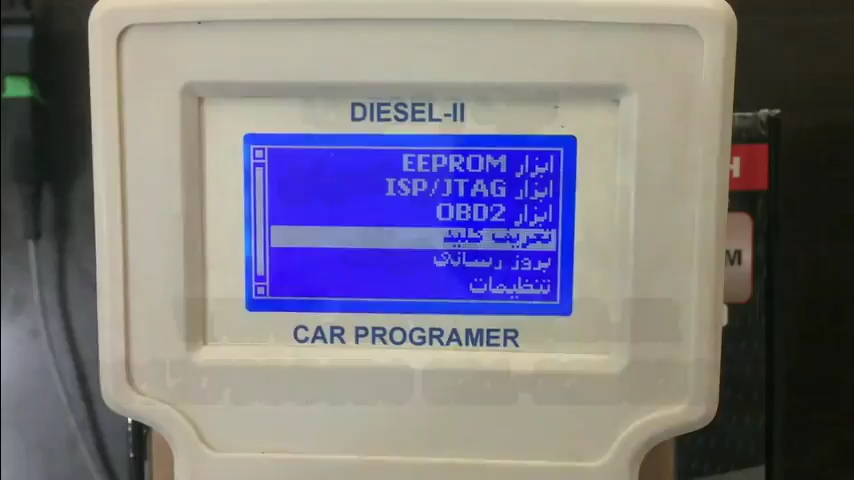 DIESEL-II
ابزار EEPROM
ابزار ISP/JTAG
ابزار OBD2
تعریف کلید
بروز رسانی
تنظیمات
CAR PROGRAMER
H
M